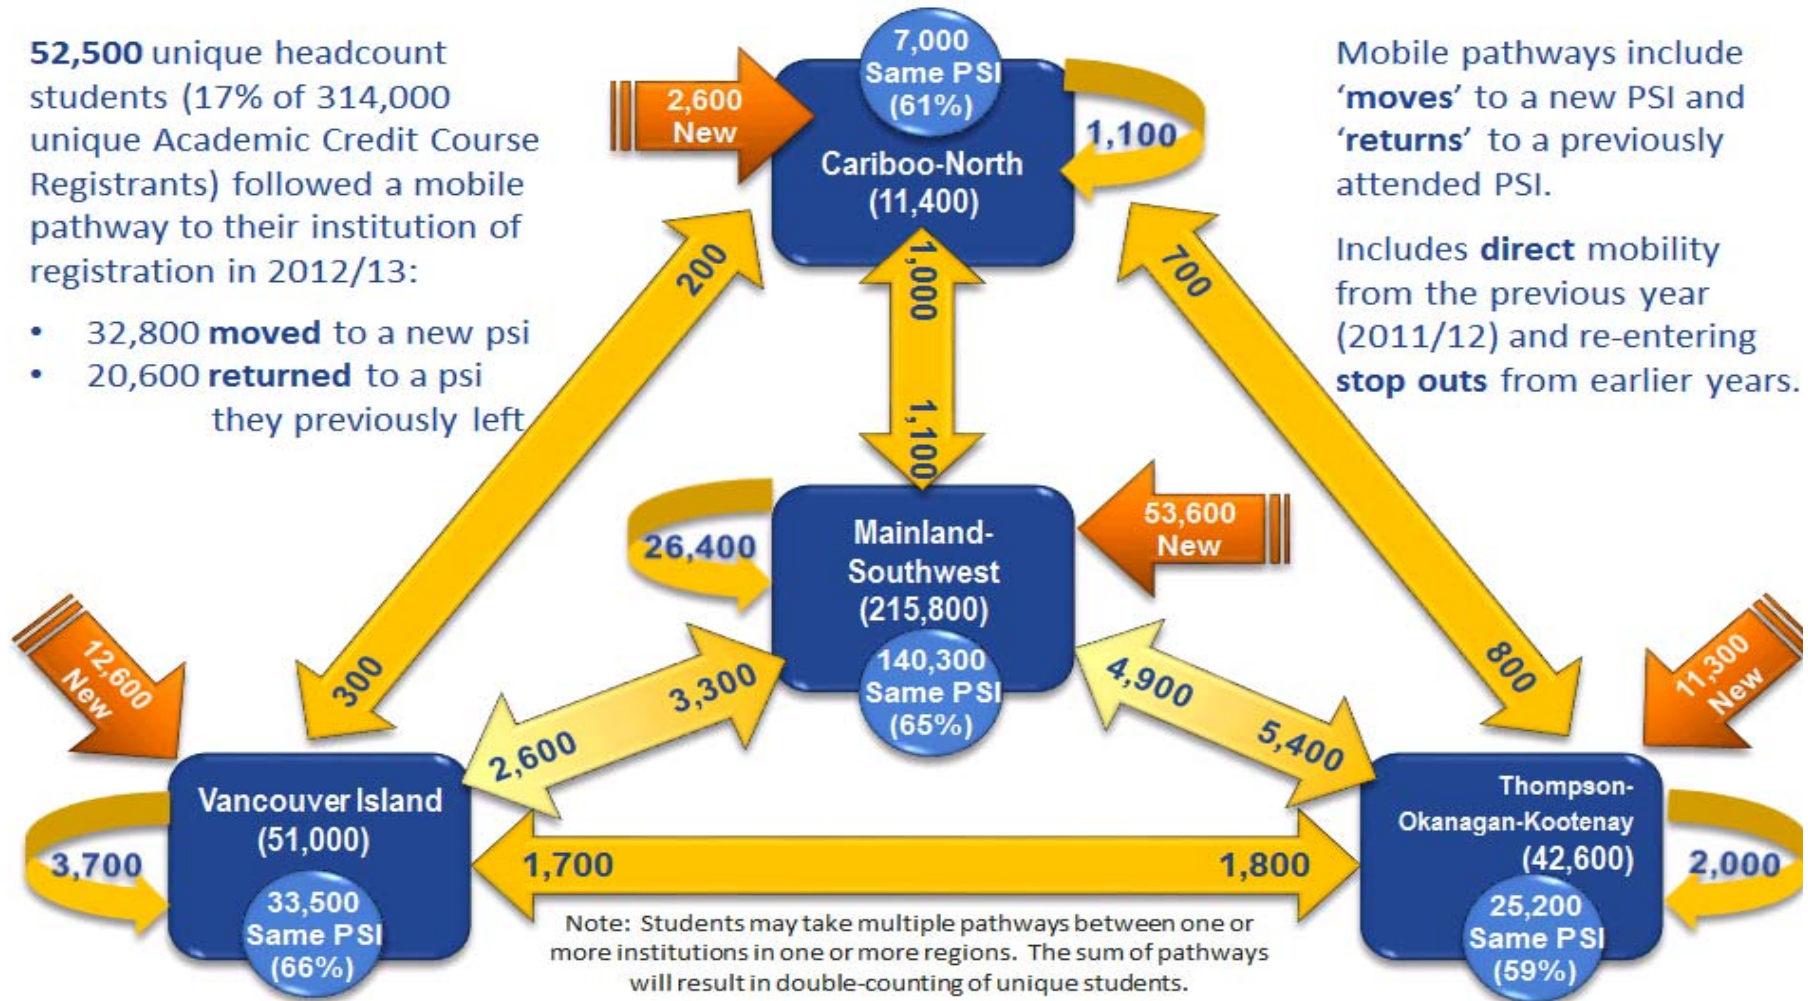 52,500 unique headcount
students (17% of 314,000
unique Academic Credit Course
Registrants) followed a mobile
pathway to their institution of
registration in 2012/13:
• 32,800 moved to a new psi
• 20,600 returned to a psi
they previously left
Mobile pathways include
‘moves’ to a new PSI and
‘returns’ to a previously
attended PSI.
Includes direct mobility
from the previous year
(2011/12) and re-entering
stop outs from earlier years.
2,600
New
7,000
Same PSI
(61%)
Cariboo-North
(11,400)
1,100
200
300
1,000
1,100
700
800
26,400
Mainland-
Southwest
(215,800)
140,300
Same PSI
(65%)
53,600
New
2,600
3,300
4,900
5,400
12,600
New
Vancouver Island
(51,000)
33,500
Same PSI
(66%)
3,700
1,700
1,800
11,300
New
Thompson-
Okanagan-Kootenay
(42,600)
25,200
Same PSI
(59%)
2,000
Note: Students may take multiple pathways between one or
more institutions in one or more regions. The sum of pathways
will result in double-counting of unique students.